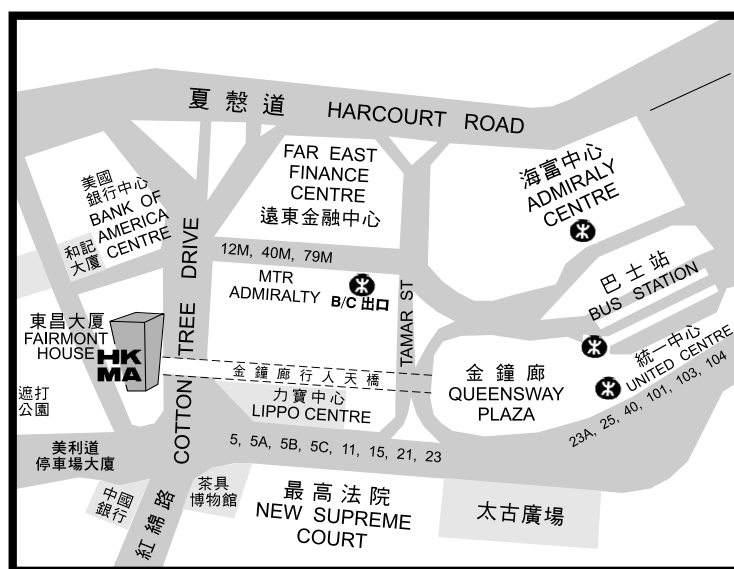 夏慤道 HARCOURT ROAD
FAR EAST
FINANCE
CENTRE
遠東金融中心
海富中心
ADMIRALY
CENTRE
美國
銀行中心
BANK OF
AMERICA
CENTRE
和記
大廈
COTTON TREE DRIVE
12M, 40M, 79M
MTR
ADMIRALTY
B/C 出口
TAMAR ST
巴士站
BUS STATION
東昌大厦
FAIRMONT
HOUSE
HK
MA
金鐘廊行人天橋
金鐘廊
QUEENSWAY
PLAZA
統一中心
UNITED CENTRE
23A, 25, 40, 101, 103, 104
力寶中心
LIPPO CENTRE
遮打
公園
5, 5A, 5B, 5C, 11, 15, 21, 23
美利道
停車場大廈
中國
銀行
紅綿路
茶具
博物館
最高法院
NEW SUPREME
COURT
太古廣場